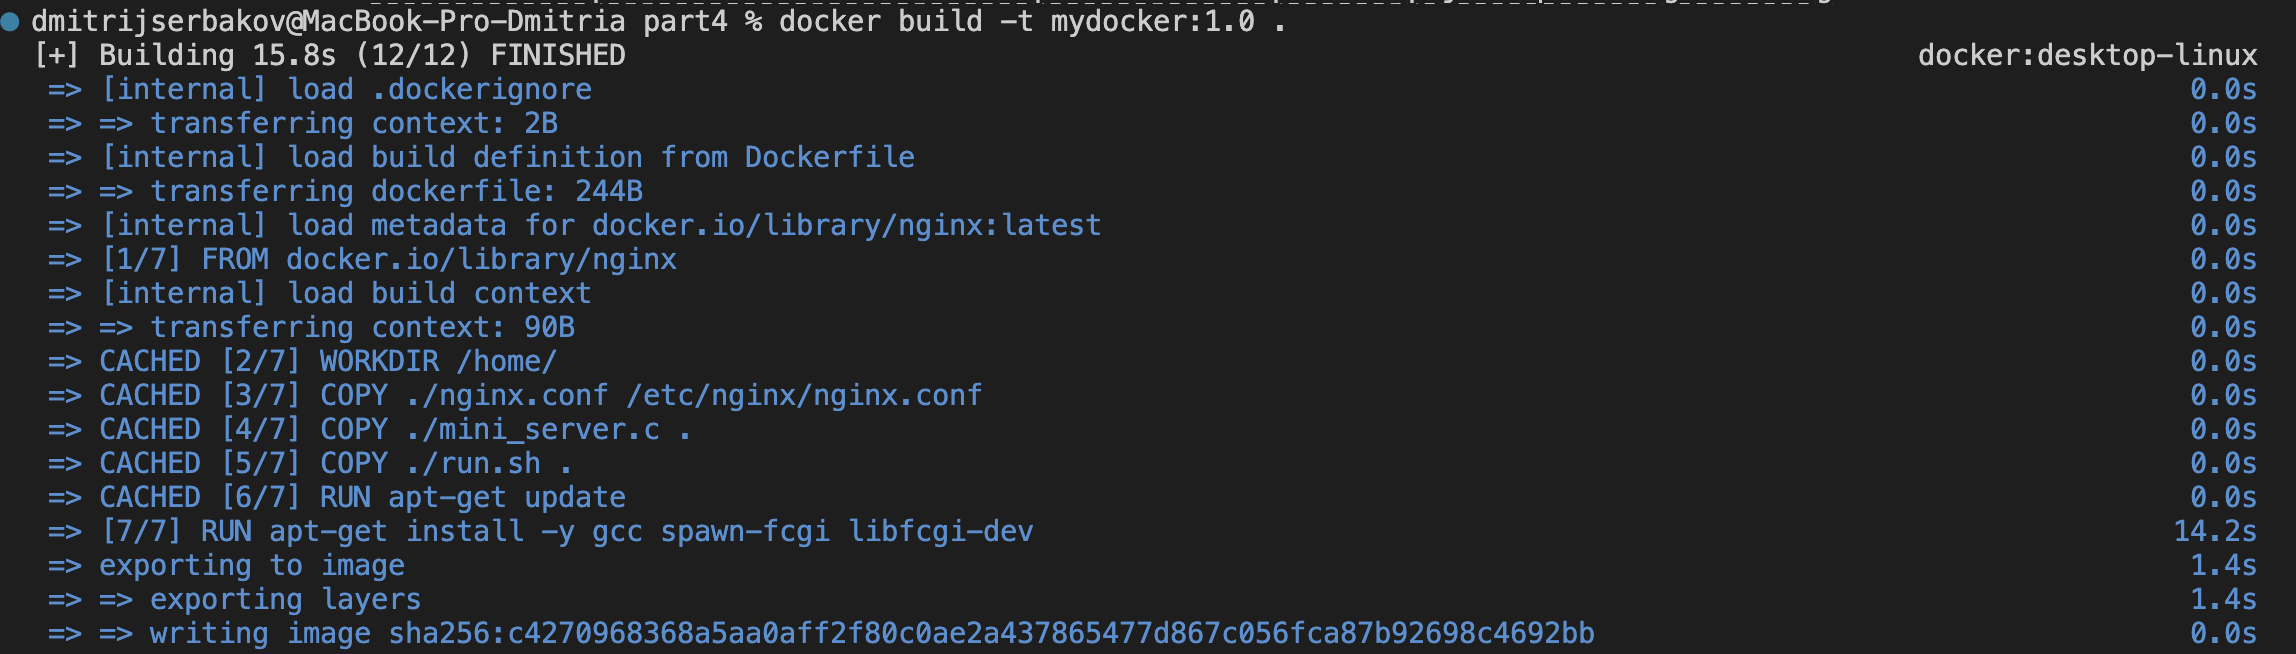 dmitrijserbakov@MacBook-Pro-Dmitria part4 % docker build -t mydocker:1.0 .
[+] Building 15.8s (12/12) FINISHED docker:desktop-linux
=> [internal] load .dockerignore 0.0s
=> => transferring context: 2B 0.0s
=> [internal] load build definition from Dockerfile 0.0s
=> => transferring dockerfile: 244B 0.0s
=> [internal] load metadata for docker.io/library/nginx:latest 0.0s
=> [1/7] FROM docker.io/library/nginx 0.0s
=> [internal] load build context 0.0s
=> => transferring context: 90B 0.0s
=> CACHED [2/7] WORKDIR /home/ 0.0s
=> CACHED [3/7] COPY ./nginx.conf /etc/nginx/nginx.conf 0.0s
=> CACHED [4/7] COPY ./mini_server.c . 0.0s
=> CACHED [5/7] COPY ./run.sh . 0.0s
=> CACHED [6/7] RUN apt-get update 0.0s
=> [7/7] RUN apt-get install -y gcc spawn-fcgi libfcgi-dev 14.2s
=> exporting to image 1.4s
=> => exporting layers 1.4s
=> => writing image sha256:c4270968368a5aa0aff2f80c0ae2a437865477d867c056fca87b92698c4692bb 0.0s